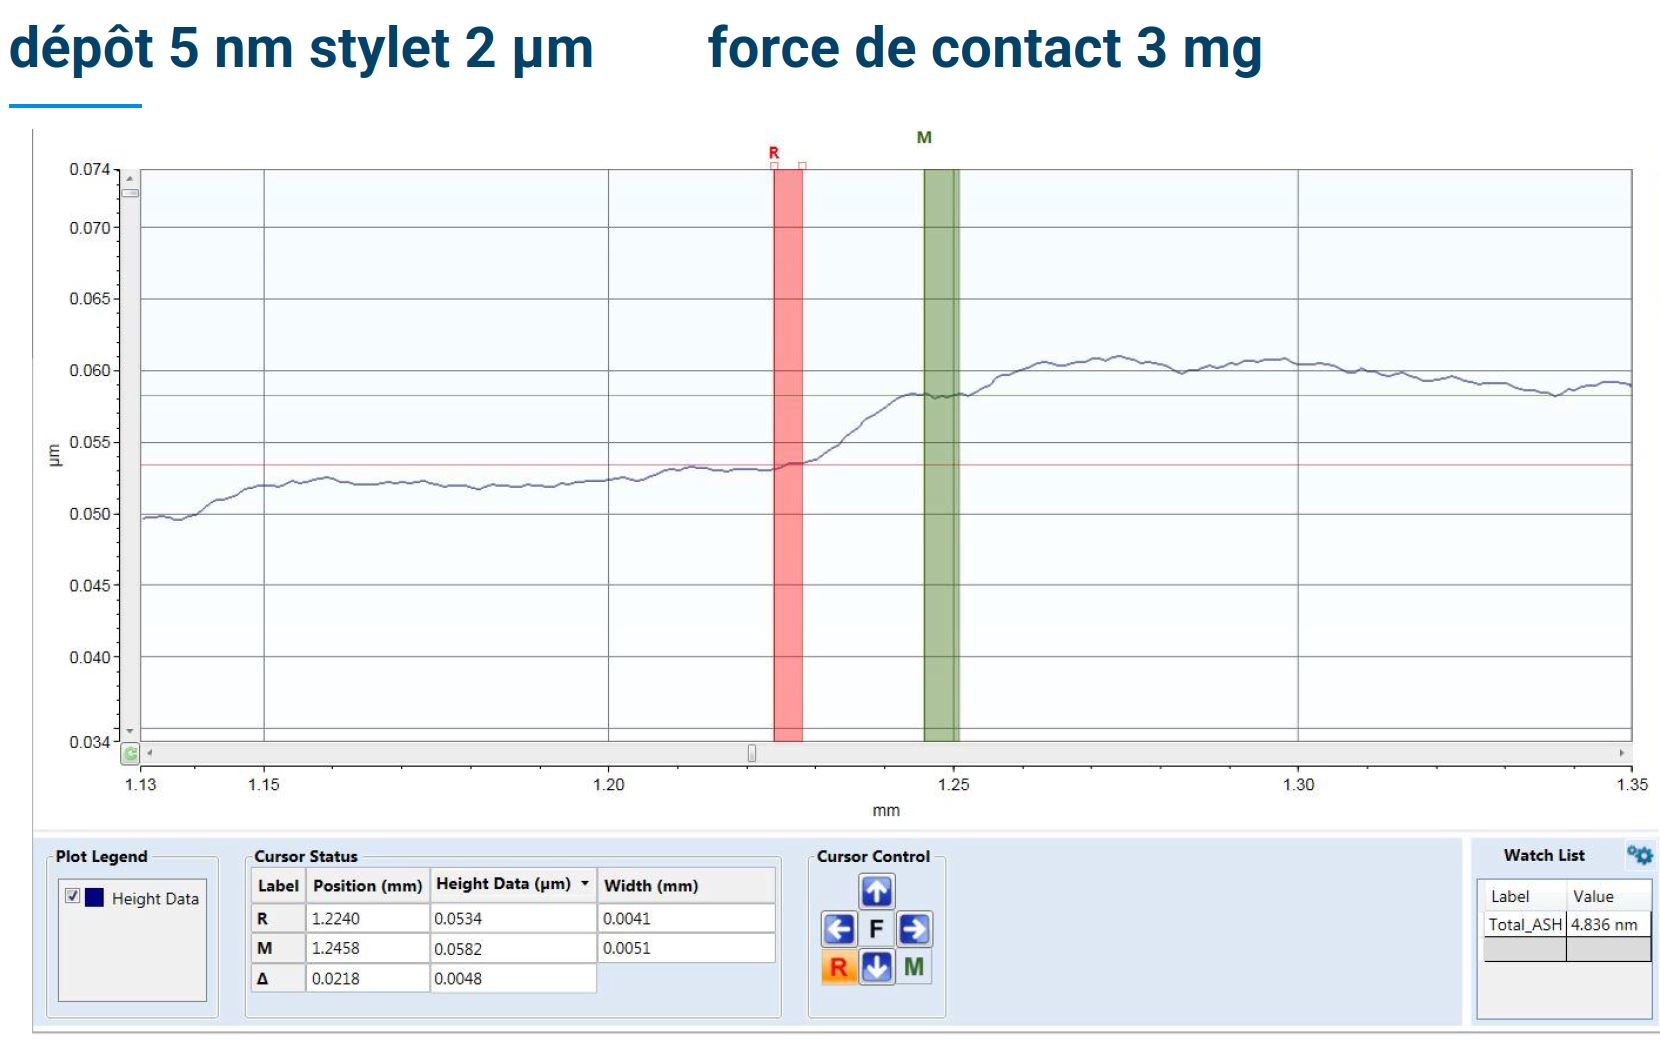 dépôt 5 nm stylet 2 µm force de contact 3 mg
M
R
0.074
0.070
0.065
0.060
0.055
µm
0.050
0.045
0.040
0.034
1.13 1.15 1.20 1.25 1.30 1.35
mm
Plot Legend
Height Data
Cursor Status
Label Position (mm) Height Data (µm) Width (mm)
R 1.2240 0.0534 0.0041
M 1.2458 0.0582 0.0051
Δ 0.0218 0.0048
Cursor Control
F
R M
Watch List
Label Value
Total_ASH 4.836 nm